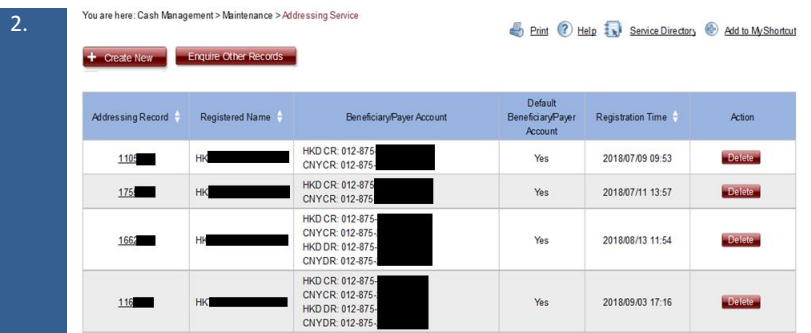 2.
You are here: Cash Management > Maintenance > Addressing Service
Print Help Service Directory Add to MyShortcut
+ Create New Enquire Other Records
Addressing Record Registered Name Beneficiary/Payer Account Default Beneficiary/Payer Account Registration Time Action
110 HK HKD CR: 012-875 CNY CR: 012-875- Yes 2018/07/09 09:53 Delete
175 HK HKD CR: 012-875 CNYCR: 012-875 Yes 2018/07/11 13:57 Delete
1662 HK HKD CR: 012-875- CNYCR: 012-875- HKD DR: 012-875- CNYDR: 012-875- Yes 2018/08/13 11:54 Delete
116 HK HKD CR: 012-875- CNYCR: 012-875- HKD DR: 012-875- CNYDR: 012-875- Yes 2018/09/03 17:16 Delete